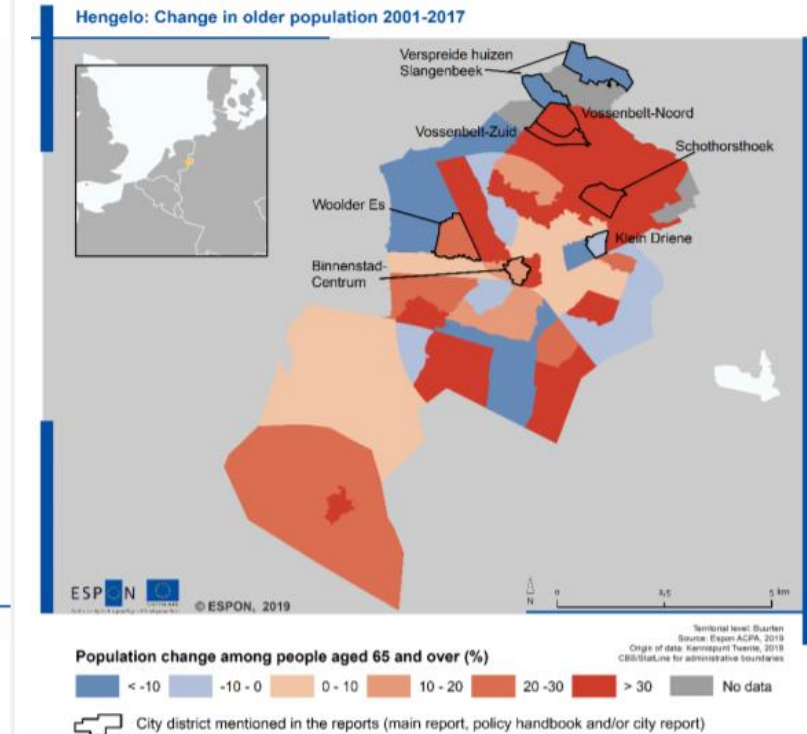 Hengelo: Change in older population 2001-2017
Verspreide huizen
Slangenbeek
Vossenbelt-Noord
Vossenbelt-Zuid
Schothorsthoek
Woolder Es
Klein Driene
Binnenstad-
Centrum
ESPON
© ESPON, 2019
N
0
2,5
5 km
Territorial level: Buurten
Source: Espon ACPA, 2019
Origin of data: Kennispunt Twente, 2019
CBS/StatLine for administrative boundaries
Population change among people aged 65 and over (%)
< -10
-10 - 0
0 - 10
10 - 20
20 -30
> 30
No data
City district mentioned in the reports (main report, policy handbook and/or city report)